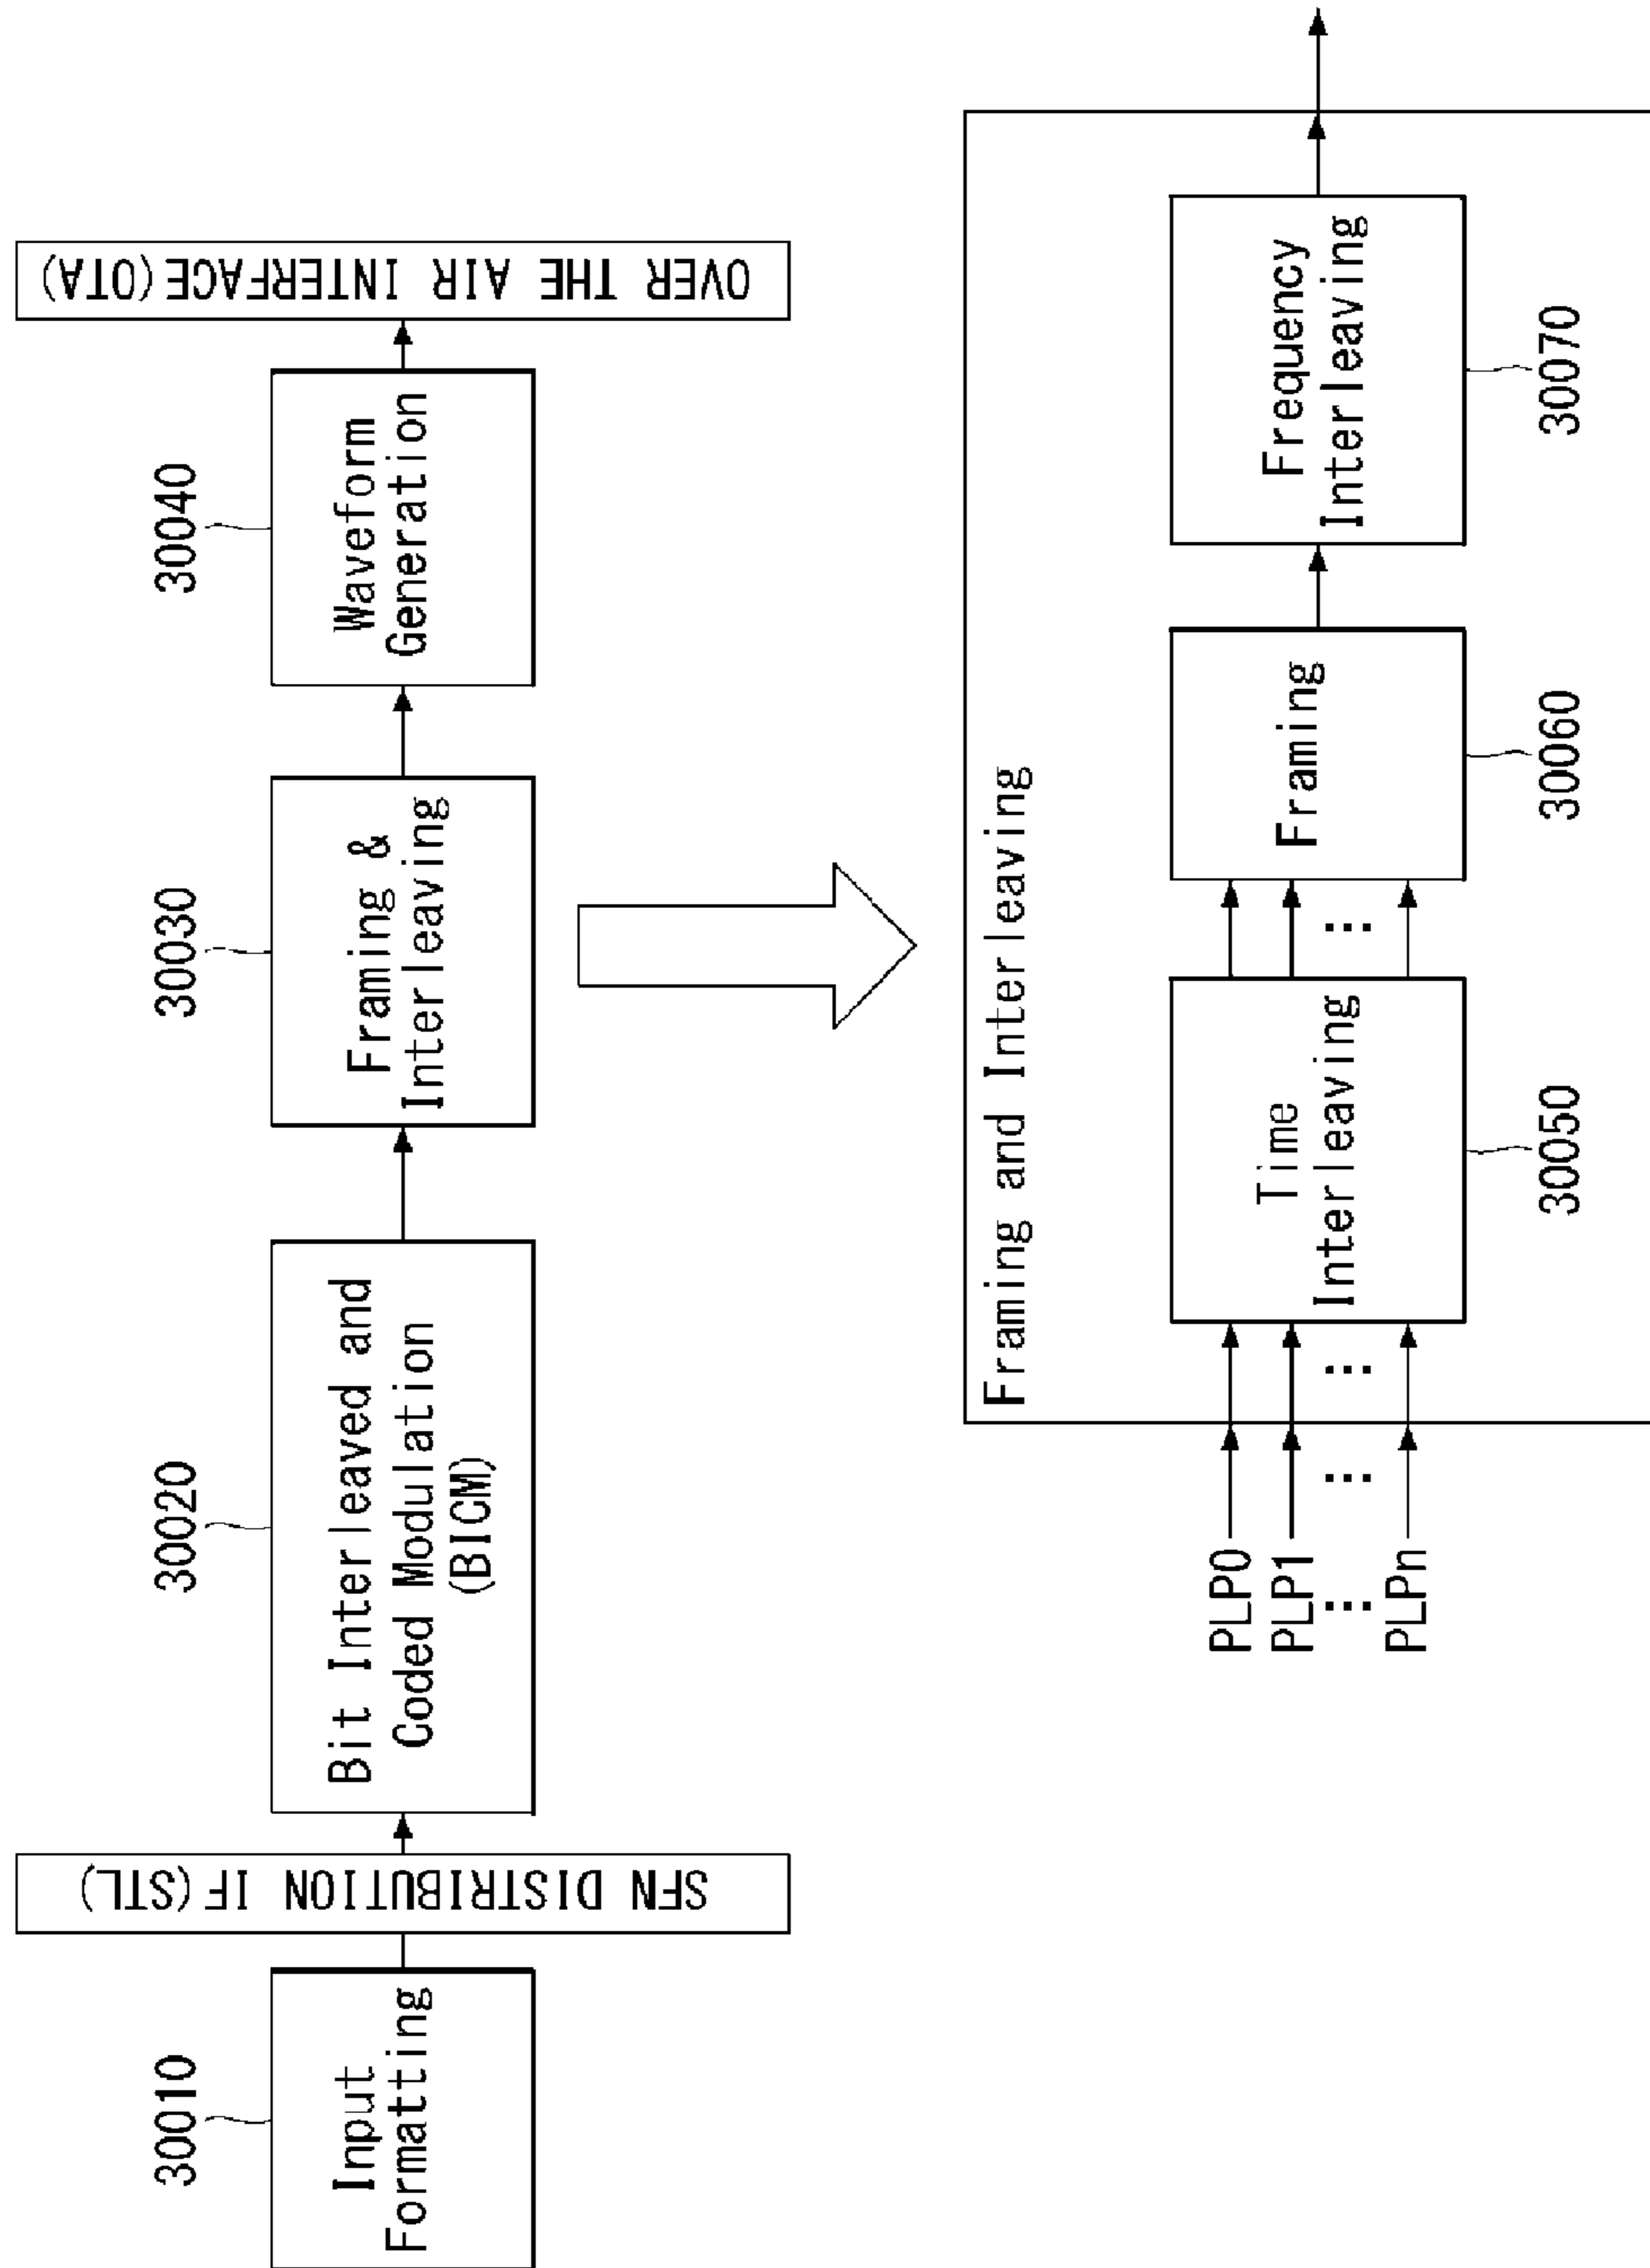 30010
Input
Formatting
SFN DISTRIBUTION IF(STL)
30020
Bit Interleaved and
Coded Modulation
(BICM)
30030
Framing &
Interleaving
30040
Waveform
Generation
OVER THE AIR INTERFACE(OTA)
Framing and Interleaving
PLP0
PLP1
⋮
PLPn
⋮
⋮
Time
Interleaving
30050
⋮
Framing
30060
Frequency
Interleaving
30070